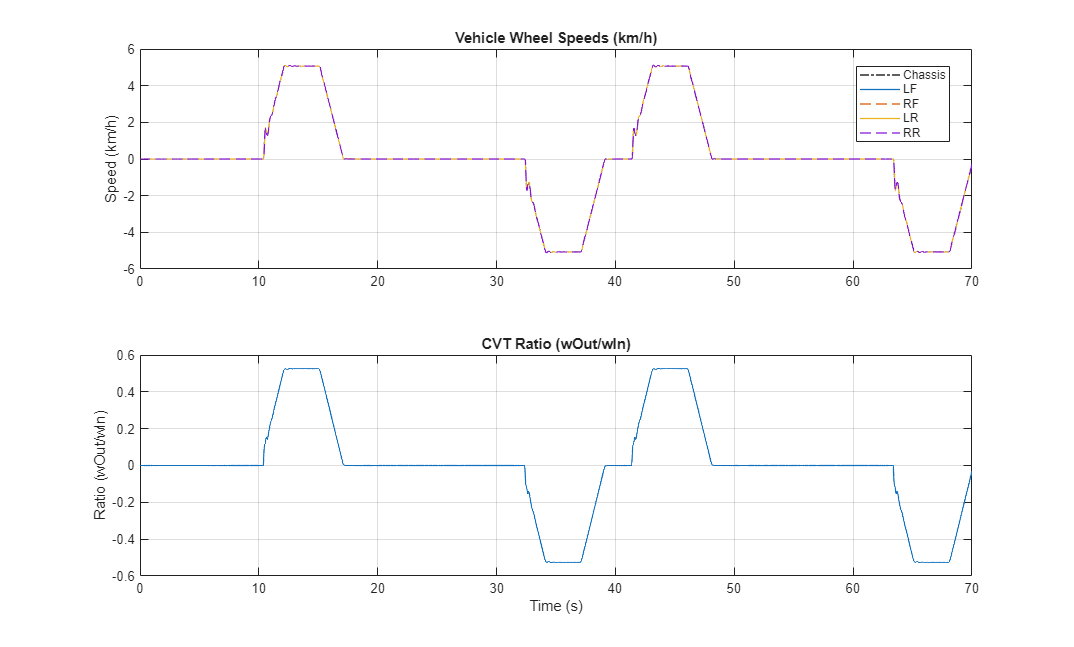 Vehicle Wheel Speeds (km/h)
6
4
2
0
-2
-4
-6
Speed (km/h)
Chassis
LF
RF
LR
RR
0 10 20 30 40 50 60 70
CVT Ratio (wOut/wIn)
0.6
0.4
0.2
0
-0.2
-0.4
-0.6
Ratio (wOut/wIn)
0 10 20 30 40 50 60 70
Time (s)